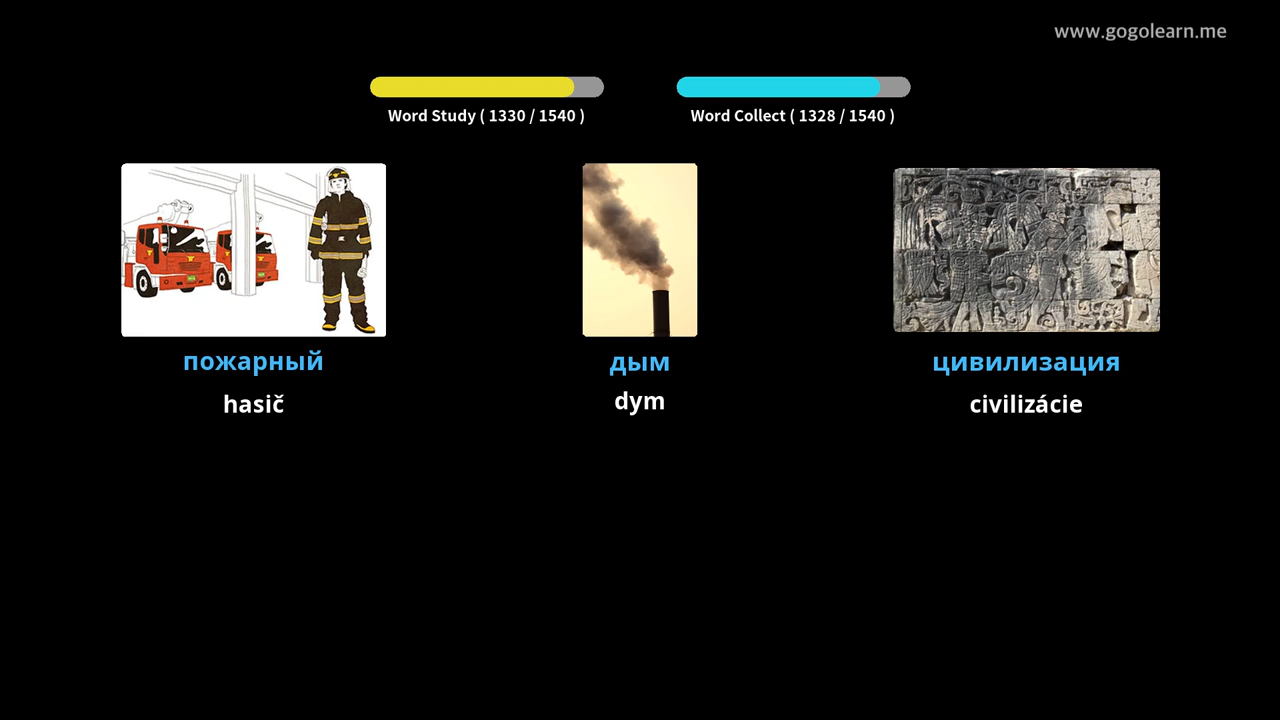 www.gogolearn.me
Word Study ( 1330 / 1540 )
Word Collect ( 1328 / 1540 )
пожарный
дым
цивилизация
hasič
dym
civilizácie